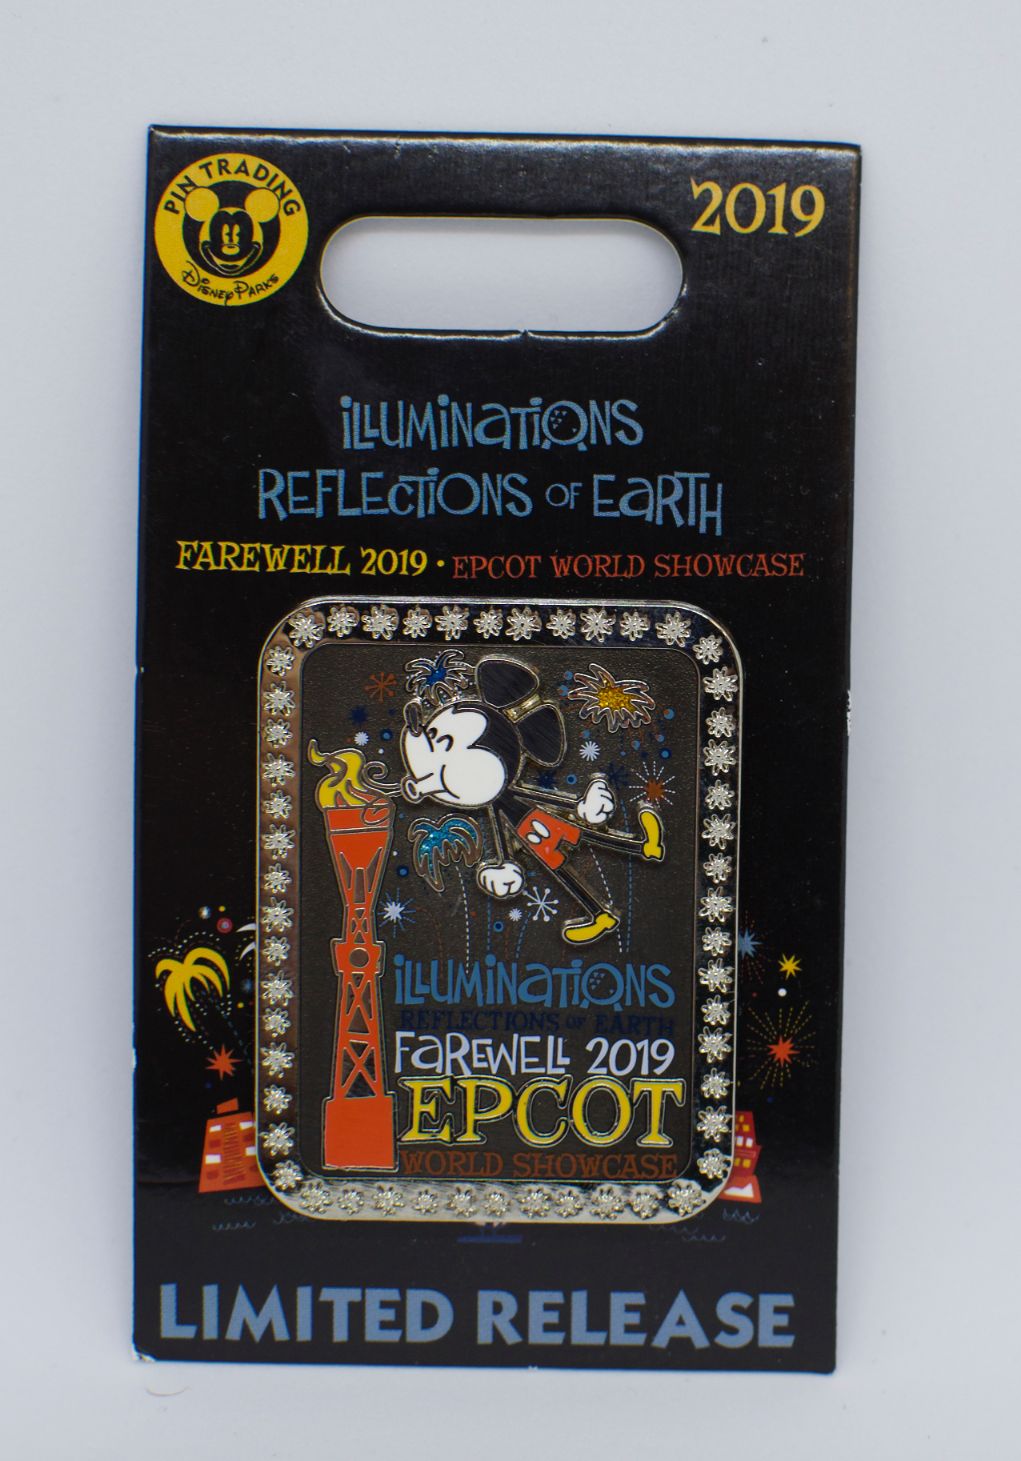 PIN TRADING
Disney Parks
2019
ILLUMINATIONS
REFLECTIONS OF EARTH
FAREWELL 2019 • EPCOT WORLD SHOWCASE
ILLUMINATIONS
REFLECTIONS OF EARTH
FAREWELL 2019
EPCOT
WORLD SHOWCASE
LIMITED RELEASE